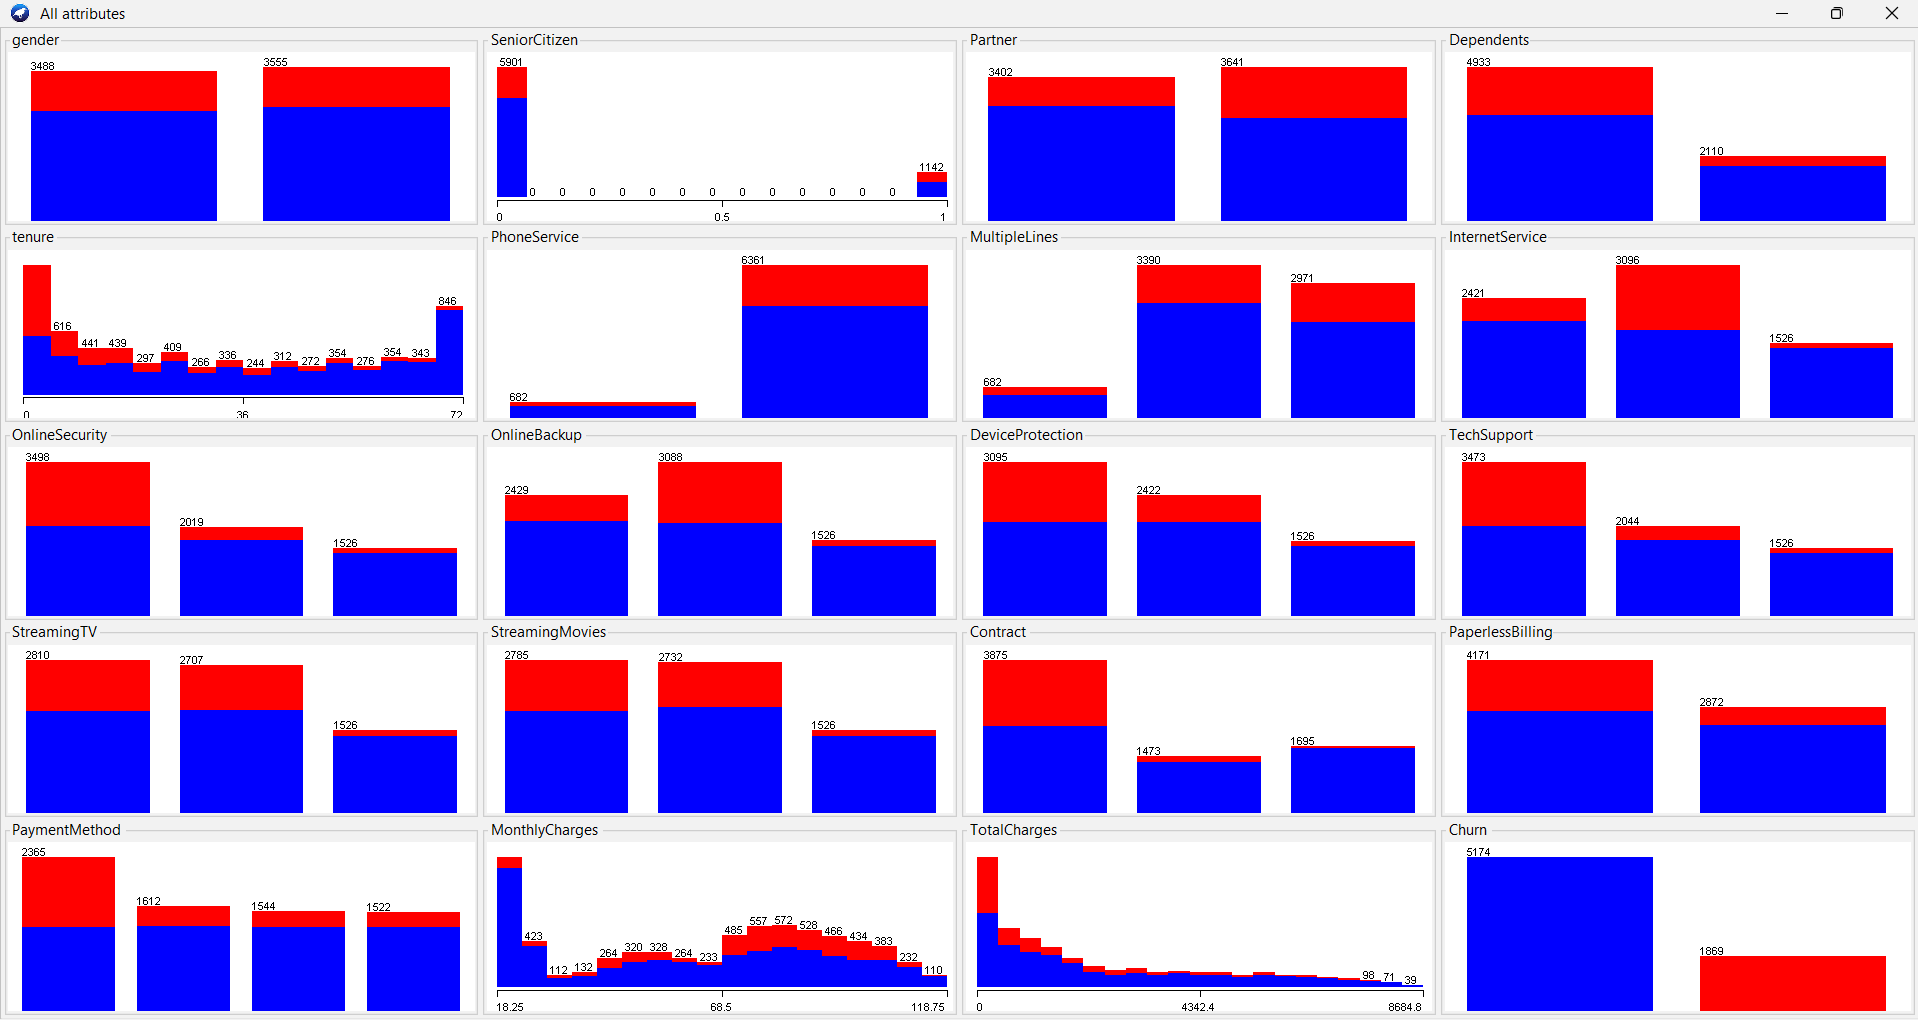 All attributes
gender
3488
3555
SeniorCitizen
5901
0 0 0 0 0 0 0 0 0 0 0 0 0
1142
0 0.5 1
Partner
3402
3641
Dependents
4933
2110
tenure
616 441 439 297 409 266 336 244 312 272 354 276 354 343 846
0 36 72
PhoneService
682
6361
MultipleLines
682
3390
2971
InternetService
2421
3096
1526
OnlineSecurity
3498
2019
1526
OnlineBackup
2429
3088
1526
DeviceProtection
3095
2422
1526
TechSupport
3473
2044
1526
StreamingTV
2810
2707
1526
StreamingMovies
2785
2732
1526
Contract
3875
1473
1695
PaperlessBilling
4171
2872
PaymentMethod
2365
1612
1544
1522
MonthlyCharges
423 112 132 264 320 328 264 233 485 557 572 528 466 434 383 232 110
18.25 68.5 118.75
TotalCharges
98 71 39
0 4342.4 8684.8
Churn
5174
1869